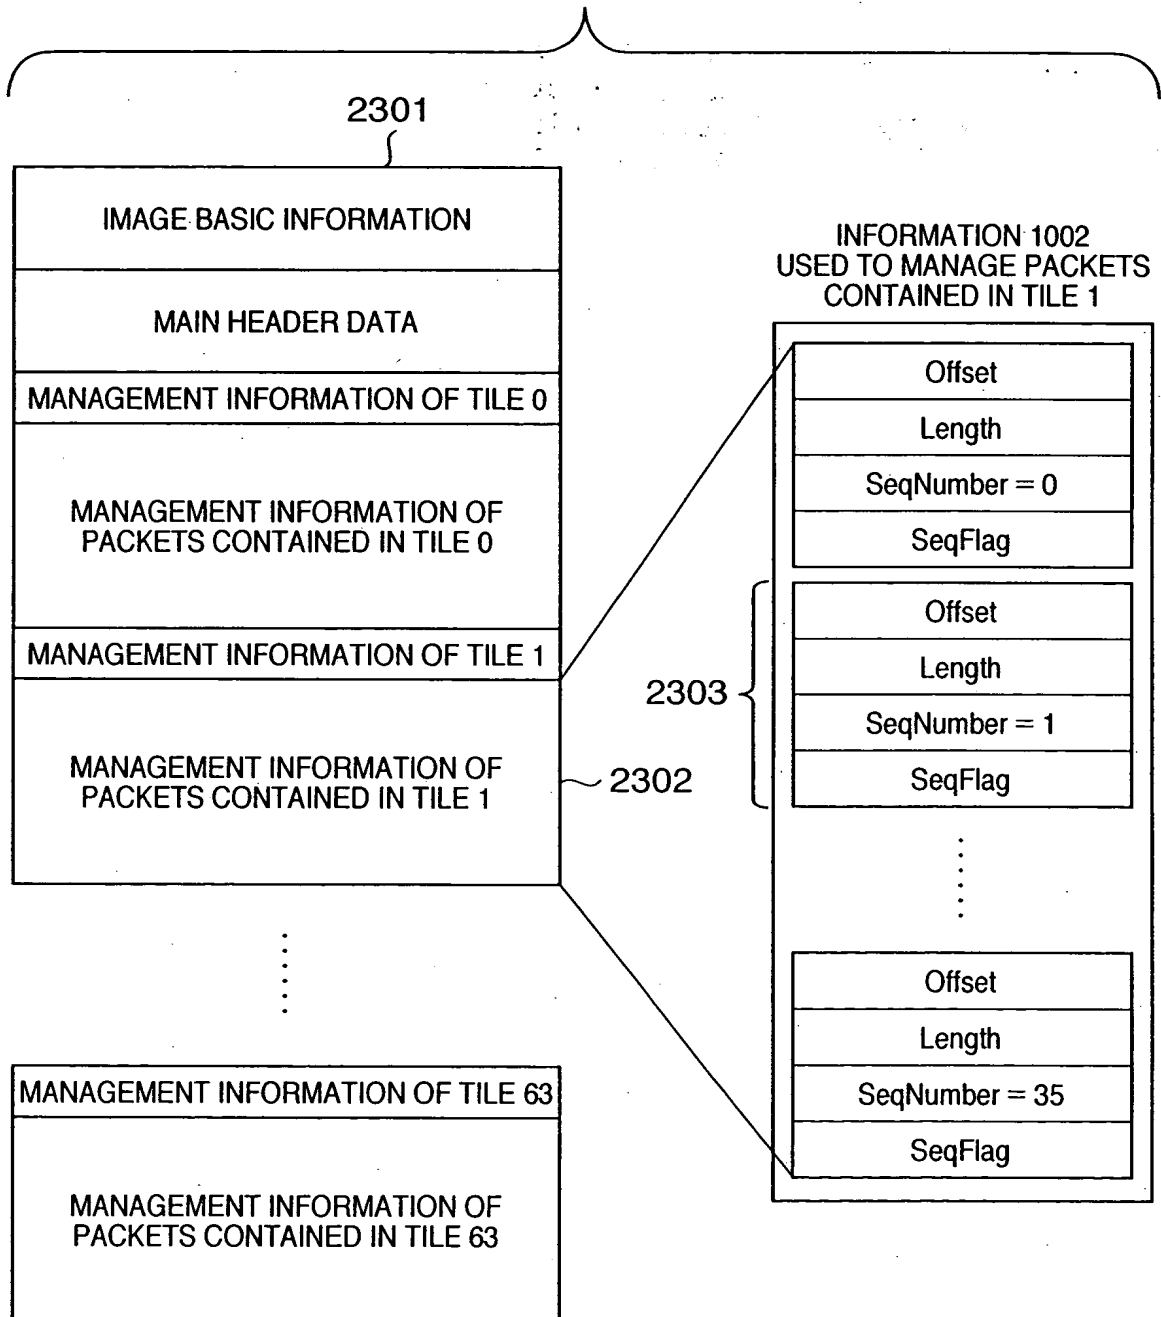 2301
IMAGE BASIC INFORMATION
MAIN HEADER DATA
MANAGEMENT INFORMATION OF TILE 0
MANAGEMENT INFORMATION OF
PACKETS CONTAINED IN TILE 0
MANAGEMENT INFORMATION OF TILE 1
MANAGEMENT INFORMATION OF
PACKETS CONTAINED IN TILE 1
2302
MANAGEMENT INFORMATION OF TILE 63
MANAGEMENT INFORMATION OF
PACKETS CONTAINED IN TILE 63
INFORMATION 1002
USED TO MANAGE PACKETS
CONTAINED IN TILE 1
Offset
Length
SeqNumber = 0
SeqFlag
2303
Offset
Length
SeqNumber = 1
SeqFlag
Offset
Length
SeqNumber = 35
SeqFlag